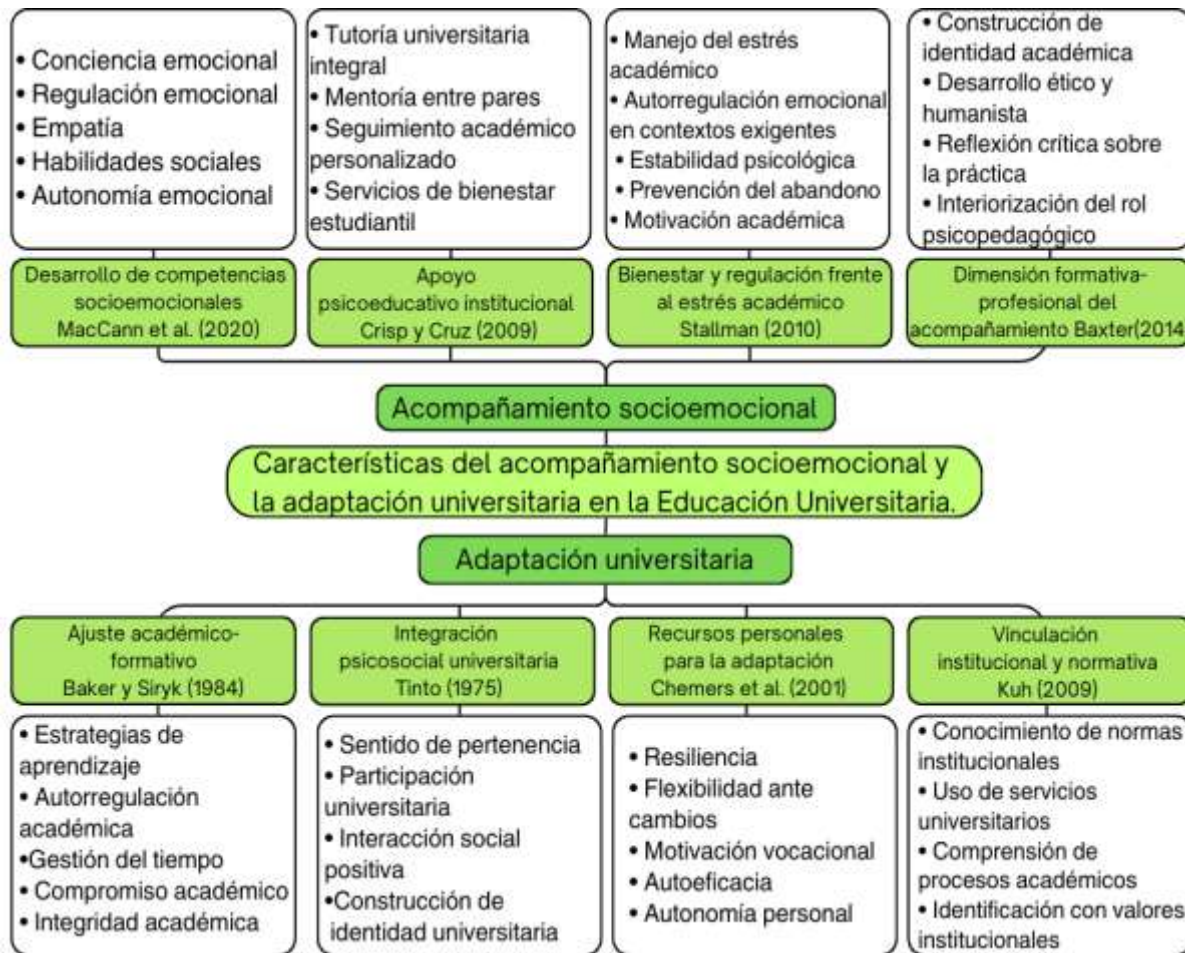 • Conciencia emocional
• Regulación emocional
• Empatía
• Habilidades sociales
• Autonomía emocional
• Tutoría universitaria
integral
• Mentoría entre pares
• Seguimiento académico
personalizado
• Servicios de bienestar
estudiantil
• Manejo del estrés
académico
• Autorregulación emocional
en contextos exigentes
• Estabilidad psicológica
• Prevención del abandono
• Motivación académica
• Construcción de
identidad académica
• Desarrollo ético y
humanista
• Reflexión crítica sobre
la práctica
• Interiorización del rol
psicopedagógico
Desarrollo de competencias
socioemocionales
MacCann et al. (2020)
Apoyo
psicoeducativo institucional
Crisp y Cruz (2009)
Bienestar y regulación frente
al estrés académico
Stallman (2010)
Dimensión formativa-
profesional del
acompañamiento Baxter(2014
Acompañamiento socioemocional
Características del acompañamiento socioemocional y
la adaptación universitaria en la Educación Universitaria.
Adaptación universitaria
Ajuste académico-
formativo
Baker y Siryk (1984)
Integración
psicosocial universitaria
Tinto (1975)
Recursos personales
para la adaptación
Chemers et al. (2001)
Vinculación
institucional y normativa
Kuh (2009)
• Estrategias de
aprendizaje
• Autorregulación
académica
•Gestión del tiempo
• Compromiso académico
• Integridad académica
• Sentido de pertenencia
• Participación
universitaria
• Interacción social
positiva
•Construcción de
identidad universitaria
• Resiliencia
• Flexibilidad ante
cambios
• Motivación vocacional
• Autoeficacia
• Autonomía personal
• Conocimiento de normas
institucionales
• Uso de servicios
universitarios
• Comprensión de
procesos académicos
• Identificación con valores
institucionales